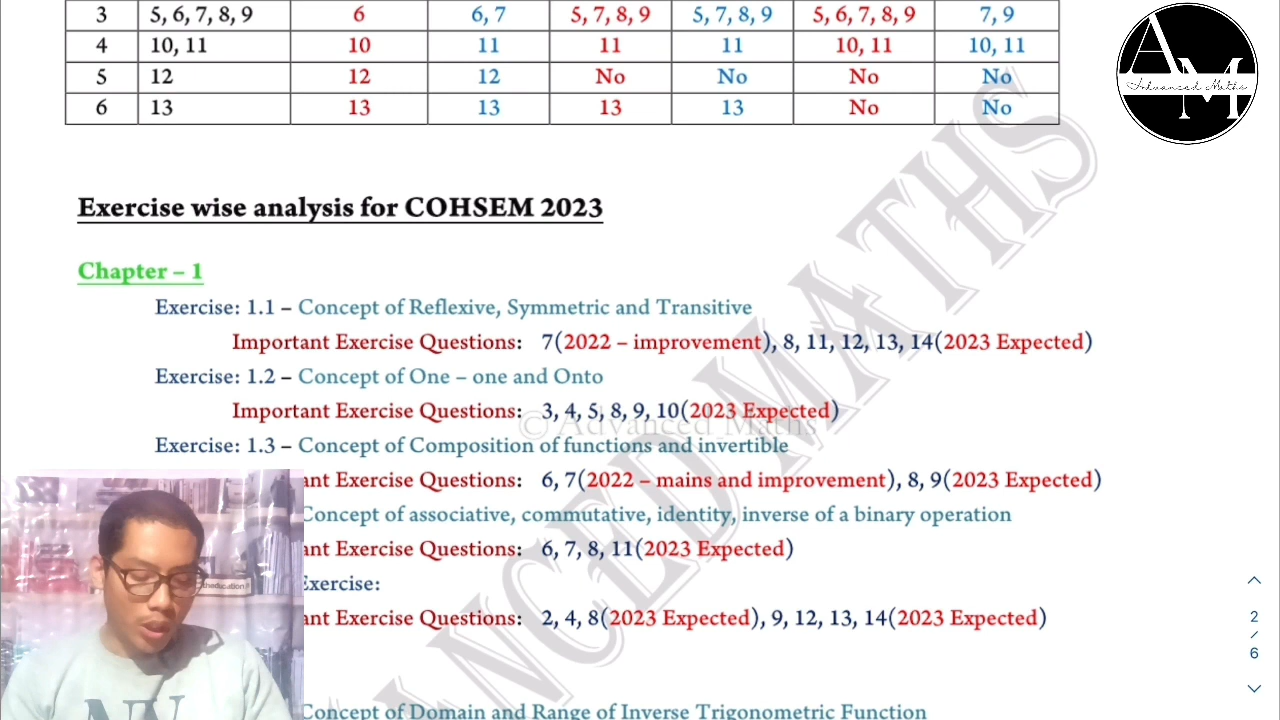 3 5, 6, 7, 8, 9 6 6, 7 5, 7, 8, 9 5, 7, 8, 9 5, 6, 7, 8, 9 7, 9
4 10, 11 10 11 11 11 10, 11 10, 11
5 12 12 12 No No No No
6 13 13 13 13 13 No No
AM
Advanced Maths
Exercise wise analysis for COHSEM 2023
Chapter – 1
Exercise: 1.1 – Concept of Reflexive, Symmetric and Transitive
Important Exercise Questions: 7(2022 – improvement), 8, 11, 12, 13, 14(2023 Expected)
Exercise: 1.2 – Concept of One – one and Onto
Important Exercise Questions: 3, 4, 5, 8, 9, 10(2023 Expected)
© Advanced_Maths
Exercise: 1.3 – Concept of Composition of functions and invertible
ant Exercise Questions: 6, 7(2022 – mains and improvement), 8, 9(2023 Expected)
Concept of associative, commutative, identity, inverse of a binary operation
ant Exercise Questions: 6, 7, 8, 11(2023 Expected)
Exercise:
ant Exercise Questions: 2, 4, 8(2023 Expected), 9, 12, 13, 14(2023 Expected)
Concept of Domain and Range of Inverse Trigonometric Function
ANCED MATHS
2
/
6